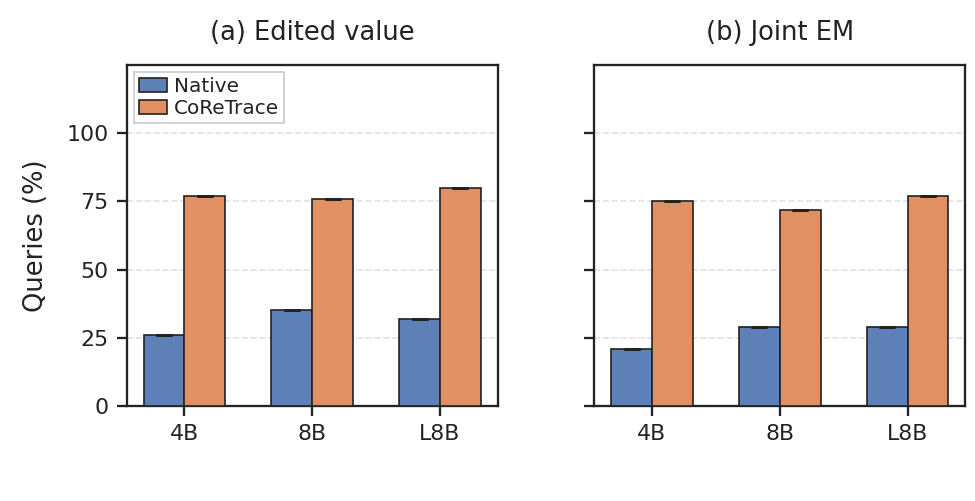 (a) Edited value
Native
CoReTrace
Queries (%)
100
75
50
25
0
4B
8B
L8B
(b) Joint EM
4B
8B
L8B